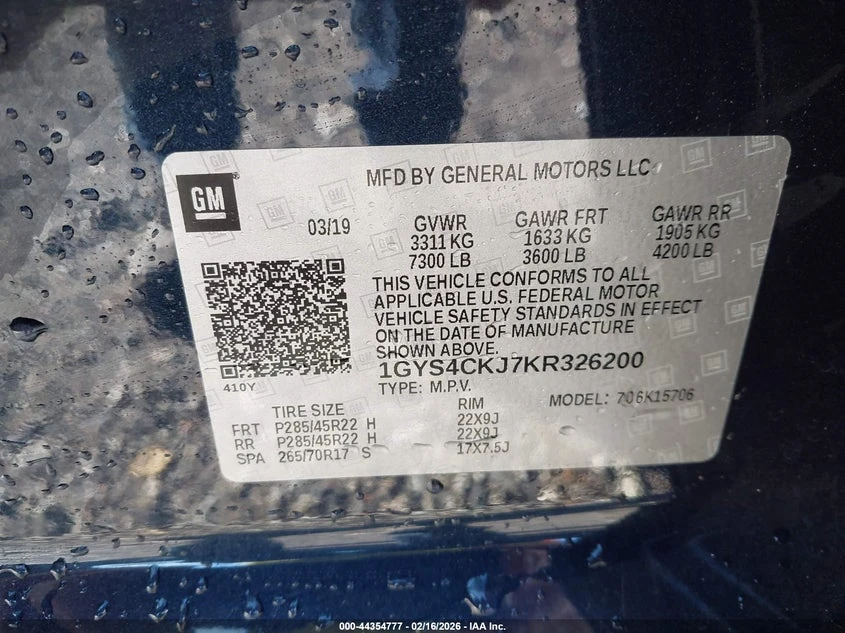 MFD BY GENERAL MOTORS LLC
GM
03/19
GVWR GAWR FRT GAWR RR
3311 KG 1633 KG 1905 KG
7300 LB 3600 LB 4200 LB
THIS VEHICLE CONFORMS TO ALL
APPLICABLE U.S. FEDERAL MOTOR
VEHICLE SAFETY STANDARDS IN EFFECT
ON THE DATE OF MANUFACTURE
SHOWN ABOVE.
1GYS4CKJ7KR326200
410Y
TYPE: M.P.V.
MODEL: 706K15706
TIRE SIZE RIM
FRT P285/45R22 H 22X9J
RR P285/45R22 H 22X9J
SPA 265/70R17 S 17X7.5J
000-44354777 - 02/16/2026 - IAA Inc.